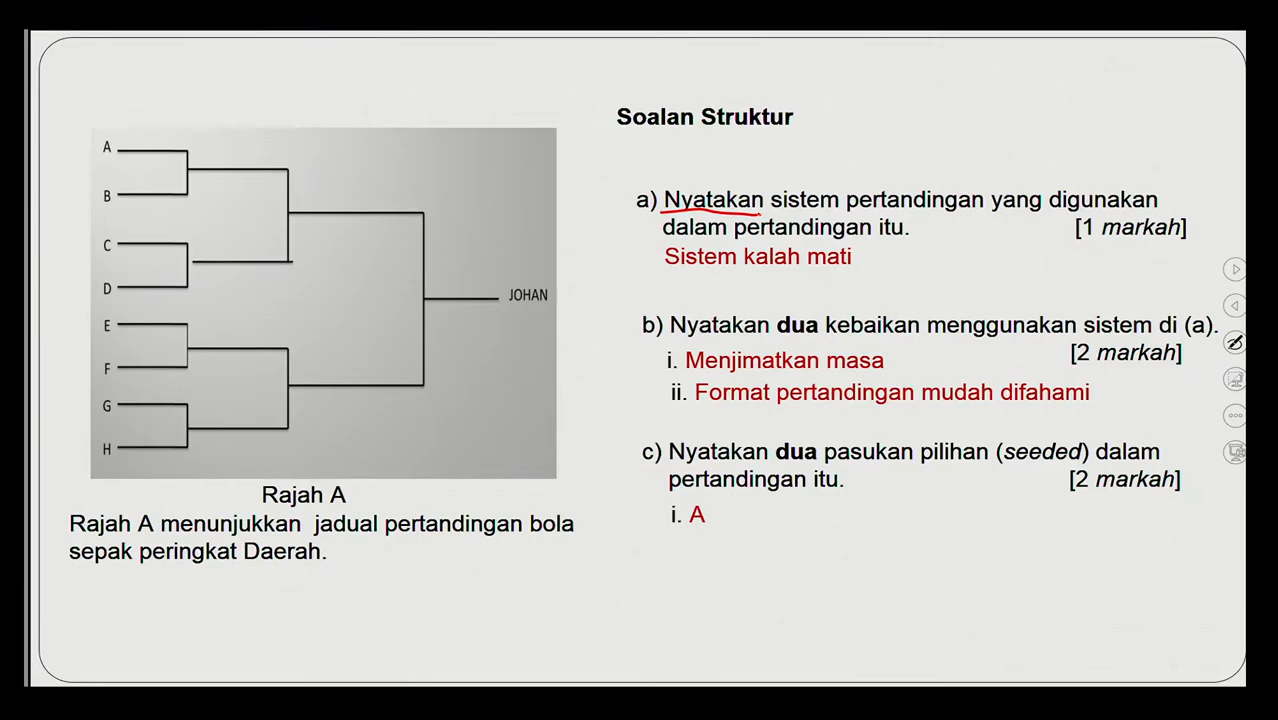 A
B
C
D
E
F
G
H
JOHAN
Rajah A
Rajah A menunjukkan jadual pertandingan bola
sepak peringkat Daerah.
Soalan Struktur
a) Nyatakan sistem pertandingan yang digunakan
dalam pertandingan itu. [1 markah]
Sistem kalah mati
b) Nyatakan dua kebaikan menggunakan sistem di (a).
[2 markah]
i. Menjimatkan masa
ii. Format pertandingan mudah difahami
c) Nyatakan dua pasukan pilihan (seeded) dalam
pertandingan itu. [2 markah]
i. A